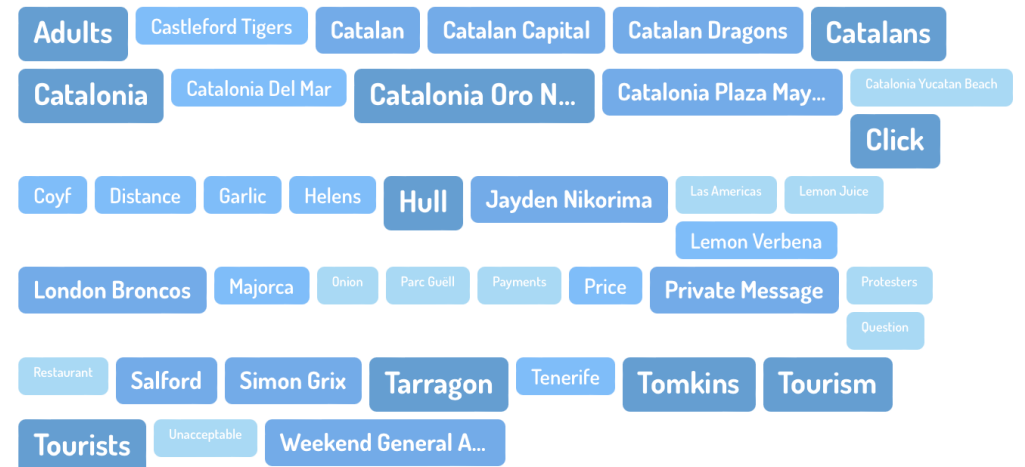 Adults Castleford Tigers Catalan Catalan Capital Catalan Dragons Catalans
Catalonia Catalonia Del Mar Catalonia Oro N... Catalonia Plaza May... Catalonia Yucatan Beach
Click
Coyf Distance Garlic Helens Hull Jayden Nikorima Las Americas Lemon Juice
Lemon Verbena
London Broncos Majorca Onion Parc Guëll Payments Price Private Message Protesters
Question
Restaurant Salford Simon Grix Tarragon Tenerife Tomkins Tourism
Tourists Unacceptable Weekend General A...